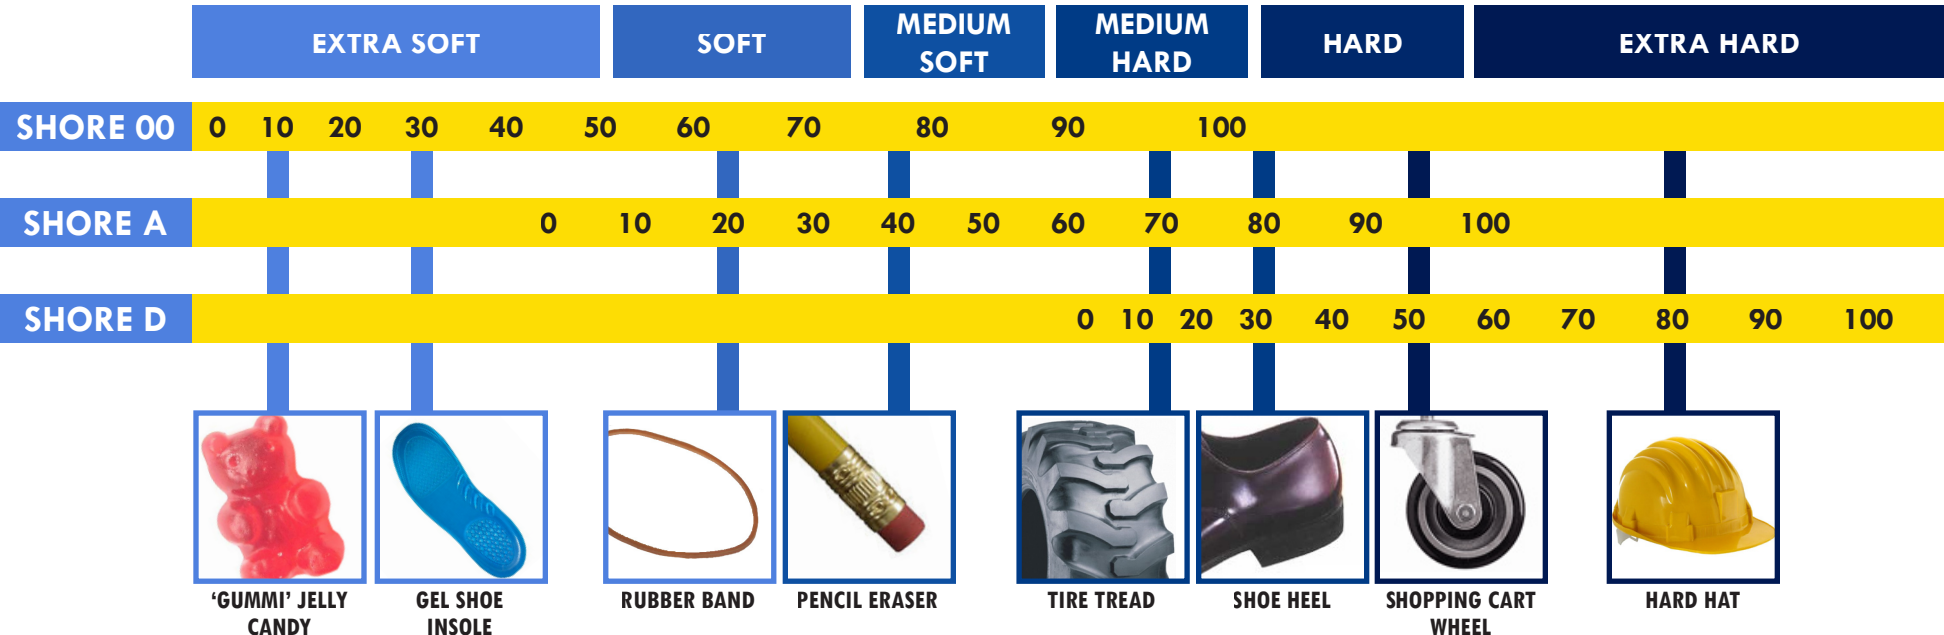 EXTRA SOFT
SOFT
MEDIUM
SOFT
MEDIUM
HARD
HARD
EXTRA HARD
SHORE 00 0 10 20 30 40 50 60 70 80 90 100
SHORE A 0 10 20 30 40 50 60 70 80 90 100
SHORE D 0 10 20 30 40 50 60 70 80 90 100
‘GUMMI’ JELLY
CANDY
GEL SHOE
INSOLE
RUBBER BAND
PENCIL ERASER
TIRE TREAD
SHOE HEEL
SHOPPING CART
WHEEL
HARD HAT